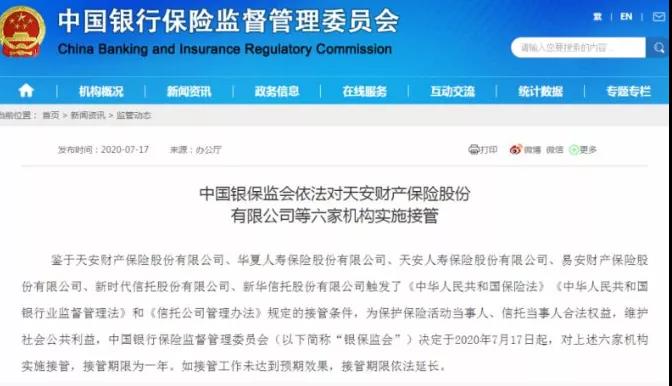 中国银行保险监督管理委员会
China Banking and Insurance Regulatory Commission
繁 | EN
请输入您要搜索的内容...
机构概况 新闻资讯 政务信息 在线服务 互动交流 统计数据 专题专栏
当前位置：首页 > 新闻资讯 > 监管动态
发布时间：2020-07-17 来源：办公厅 打印 微博 微信 更多
中国银保监会依法对天安财产保险股份
有限公司等六家机构实施接管
鉴于天安财产保险股份有限公司、华夏人寿保险股份有限公司、天安人寿保险股份有限公司、易安财产保险股
份有限公司、新时代信托股份有限公司、新华信托股份有限公司触发了《中华人民共和国保险法》《中华人民共和国
银行业监督管理法》和《信托公司管理办法》规定的接管条件，为保护保险活动当事人、信托当事人合法权益，维护
社会公共利益，中国银行保险监督管理委员会（以下简称“银保监会”）决定于2020年7月17日起，对上述六家机构
实施接管，接管期限为一年。如接管工作未达到预期效果，接管期限依法延长。